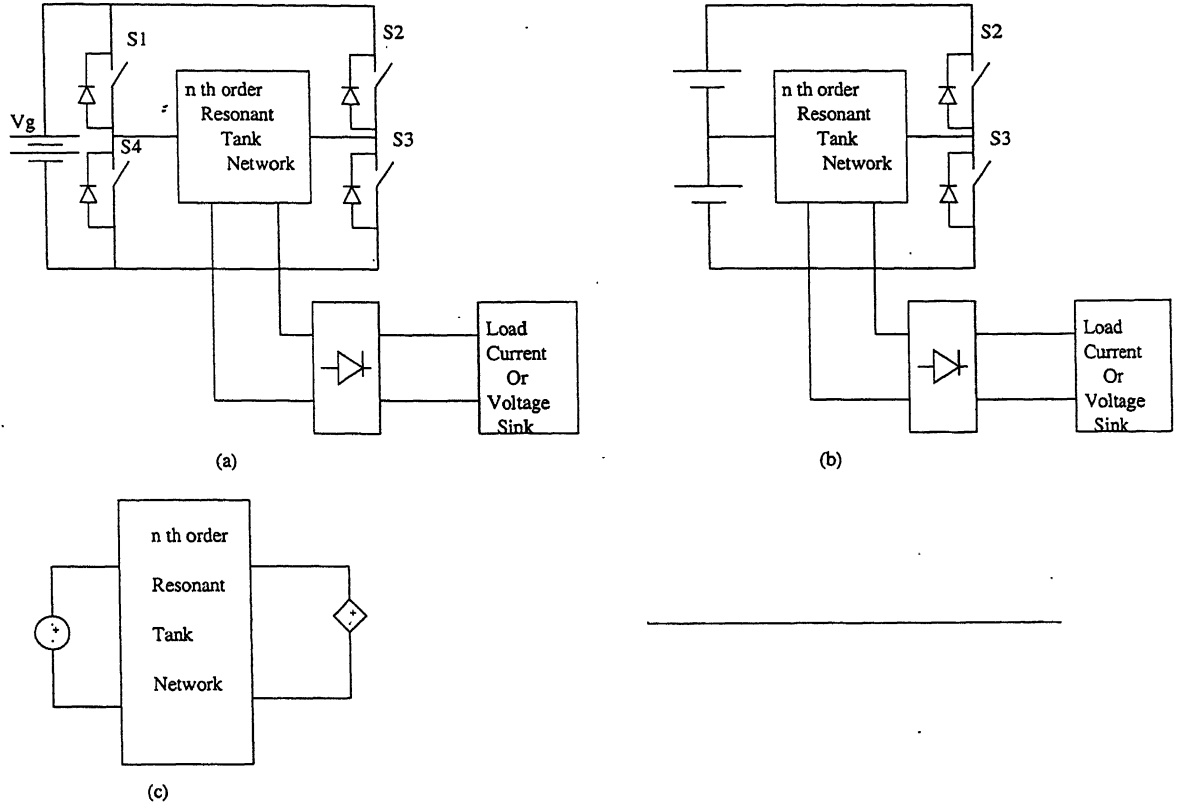 S1
S2
n th order
Resonant
Tank
Network
Vg
S4
S3
Load
Current
Or
Voltage
Sink
(a)
S2
n th order
Resonant
Tank
Network
S3
Load
Current
Or
Voltage
Sink
(b)
n th order
Resonant
Tank
Network
(c)